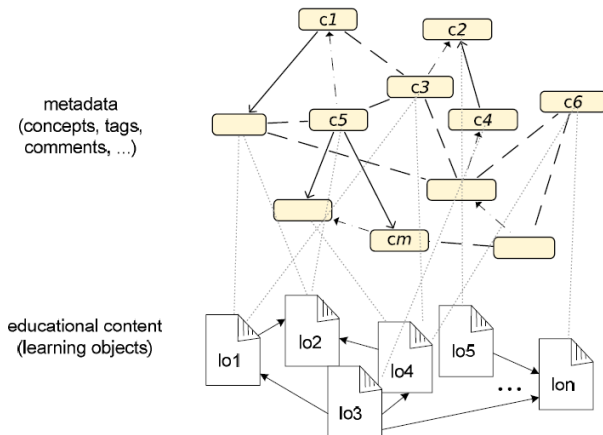 c1
c2
c3
metadata
(concepts, tags,
comments, ...)
c5
c4
c6
cm
educational content
(learning objects)
lo1
lo2
lo4
lo5
...
lon
lo3